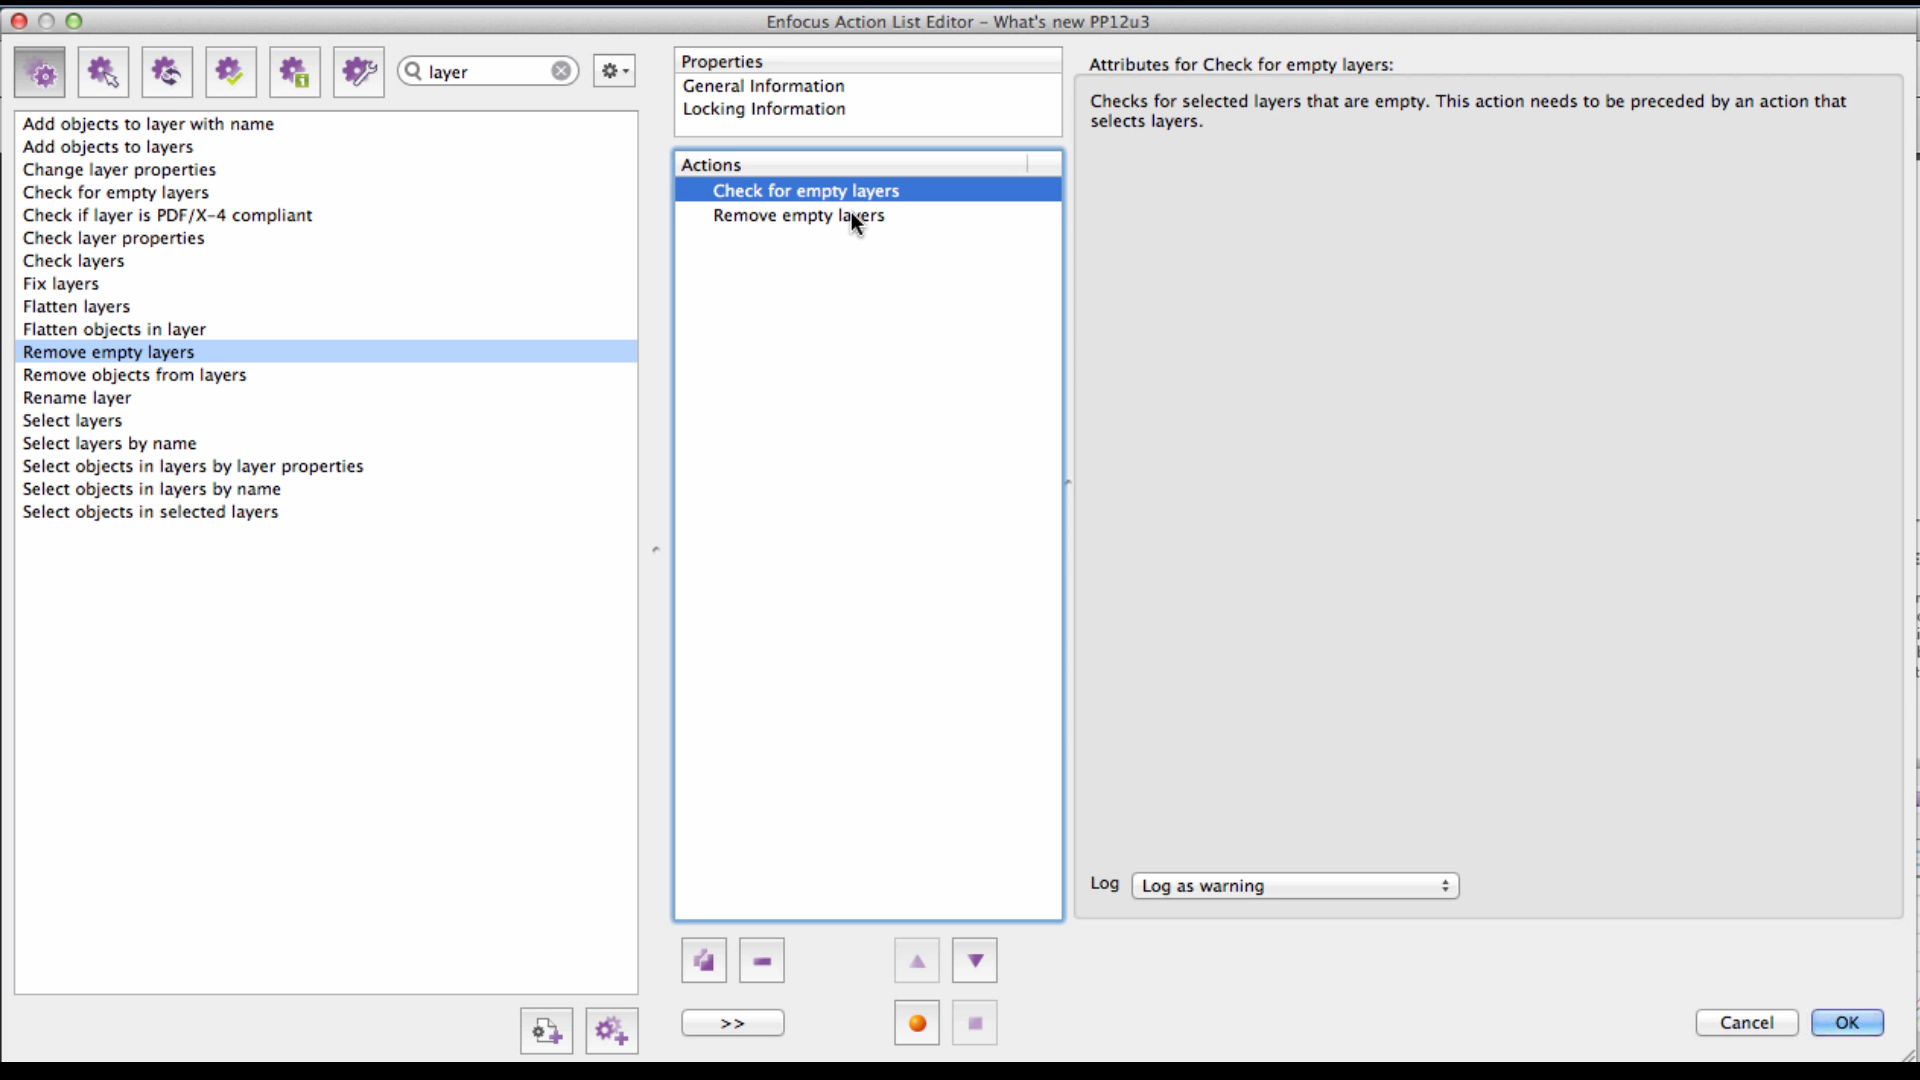 Enfocus Action List Editor – What's new PP12u3
layer
Add objects to layer with name
Add objects to layers
Change layer properties
Check for empty layers
Check if layer is PDF/X-4 compliant
Check layer properties
Check layers
Fix layers
Flatten layers
Flatten objects in layer
Remove empty layers
Remove objects from layers
Rename layer
Select layers
Select layers by name
Select objects in layers by layer properties
Select objects in layers by name
Select objects in selected layers
Properties
General Information
Locking Information
Actions
Check for empty layers
Remove empty layers
>>
Attributes for Check for empty layers:
Checks for selected layers that are empty. This action needs to be preceded by an action that
selects layers.
Log Log as warning
Cancel OK